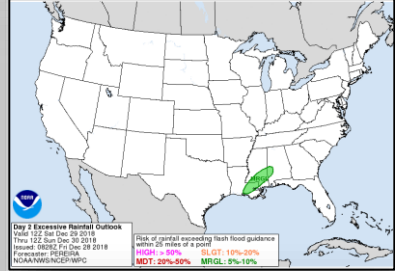 MRGL
Day 2 Excessive Rainfall Outlook
Valid 12Z Sat Dec 29 2018
Thru 12Z Sun Dec 30 2018
Issued: 0828Z Fri Dec 28 2018
Forecaster: PEREIRA
NOAA/NWS/NCEP/WPC
Risk of rainfall exceeding flash flood guidance
within 25 miles of a point
HIGH: > 50% SLGT: 10%-20%
MDT: 20%-50% MRGL: 5%-10%